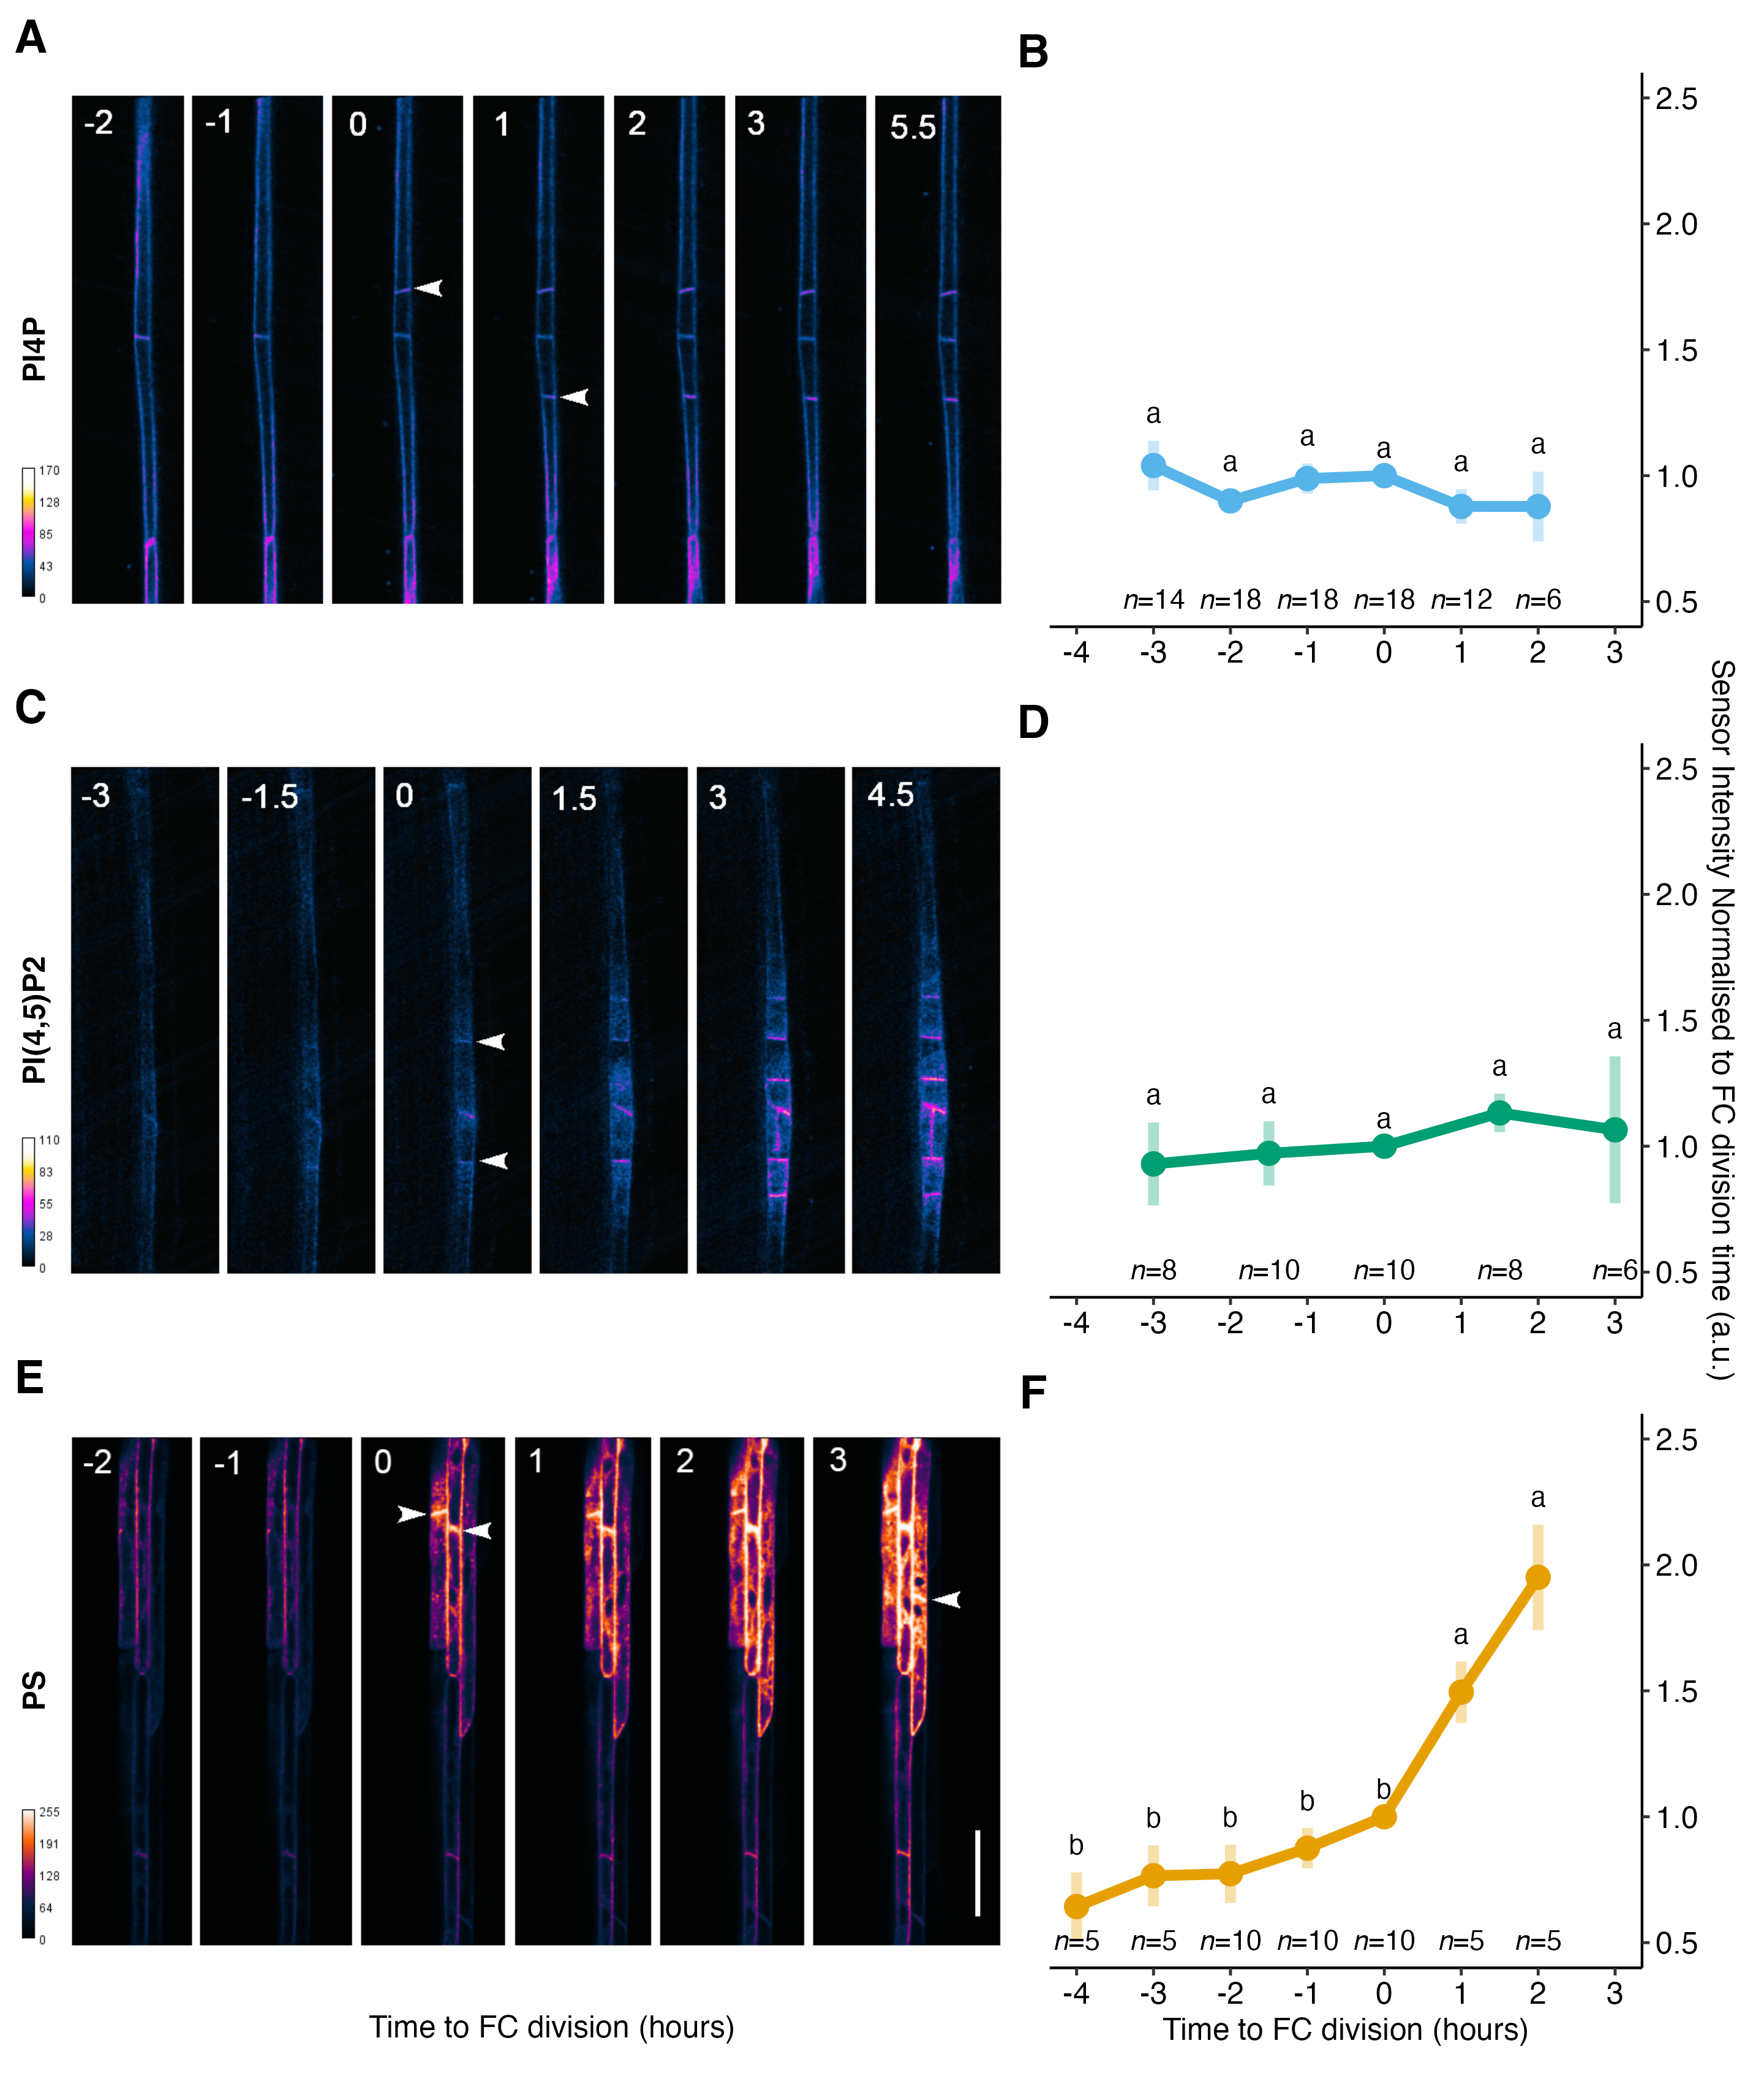 A
-2 -1 0 1 2 3 5.5
PI4P
170
128
85
43
0
B
2.5
2.0
1.5
1.0
0.5
a a a a a a
n=14 n=18 n=18 n=18 n=12 n=6
-4 -3 -2 -1 0 1 2 3
C
-3 -1.5 0 1.5 3 4.5
PI(4,5)P2
110
83
55
28
0
D
2.5
2.0
1.5
1.0
0.5
a a a a a
n=8 n=10 n=10 n=8 n=6
-4 -3 -2 -1 0 1 2 3
Sensor Intensity Normalised to FC division time (a.u.)
E
-2 -1 0 1 2 3
PS
255
191
128
64
0
Time to FC division (hours)
F
2.5
2.0
1.5
1.0
0.5
b b b b b a a
n=5 n=5 n=10 n=10 n=10 n=5 n=5
-4 -3 -2 -1 0 1 2 3
Time to FC division (hours)